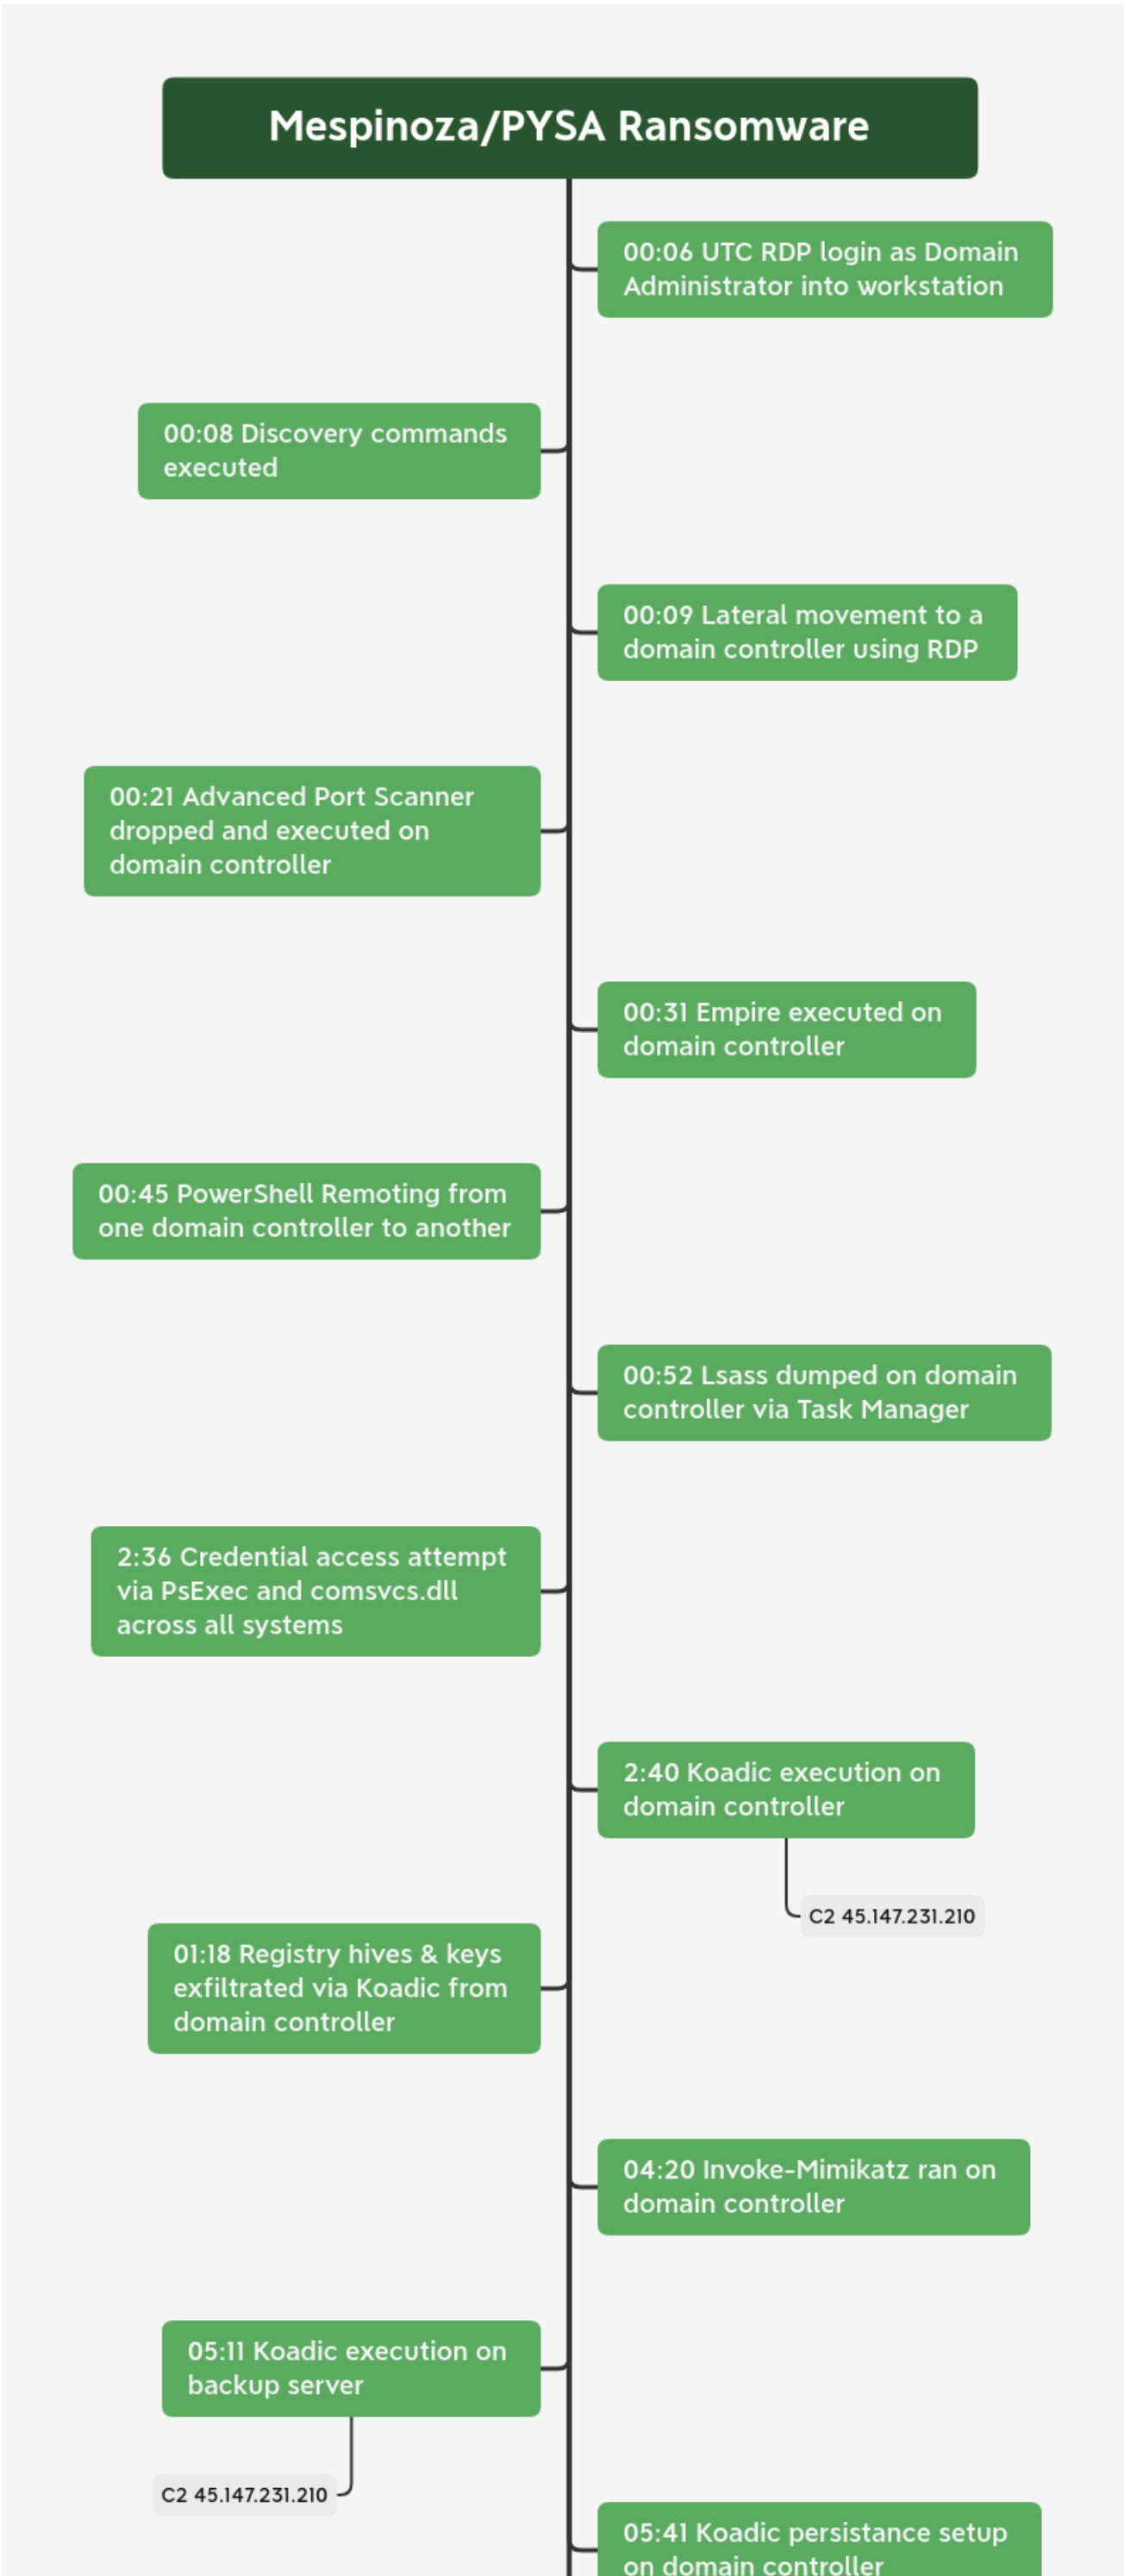 Mespinoza/PYSA Ransomware
00:06 UTC RDP login as Domain
Administrator into workstation
00:08 Discovery commands
executed
00:09 Lateral movement to a
domain controller using RDP
00:21 Advanced Port Scanner
dropped and executed on
domain controller
00:31 Empire executed on
domain controller
00:45 PowerShell Remoting from
one domain controller to another
00:52 Lsass dumped on domain
controller via Task Manager
2:36 Credential access attempt
via PsExec and comsvcs.dll
across all systems
2:40 Koadic execution on
domain controller
C2 45.147.231.210
01:18 Registry hives & keys
exfiltrated via Koadic from
domain controller
04:20 Invoke-Mimikatz ran on
domain controller
05:11 Koadic execution on
backup server
C2 45.147.231.210
05:41 Koadic persistance setup
on domain controller